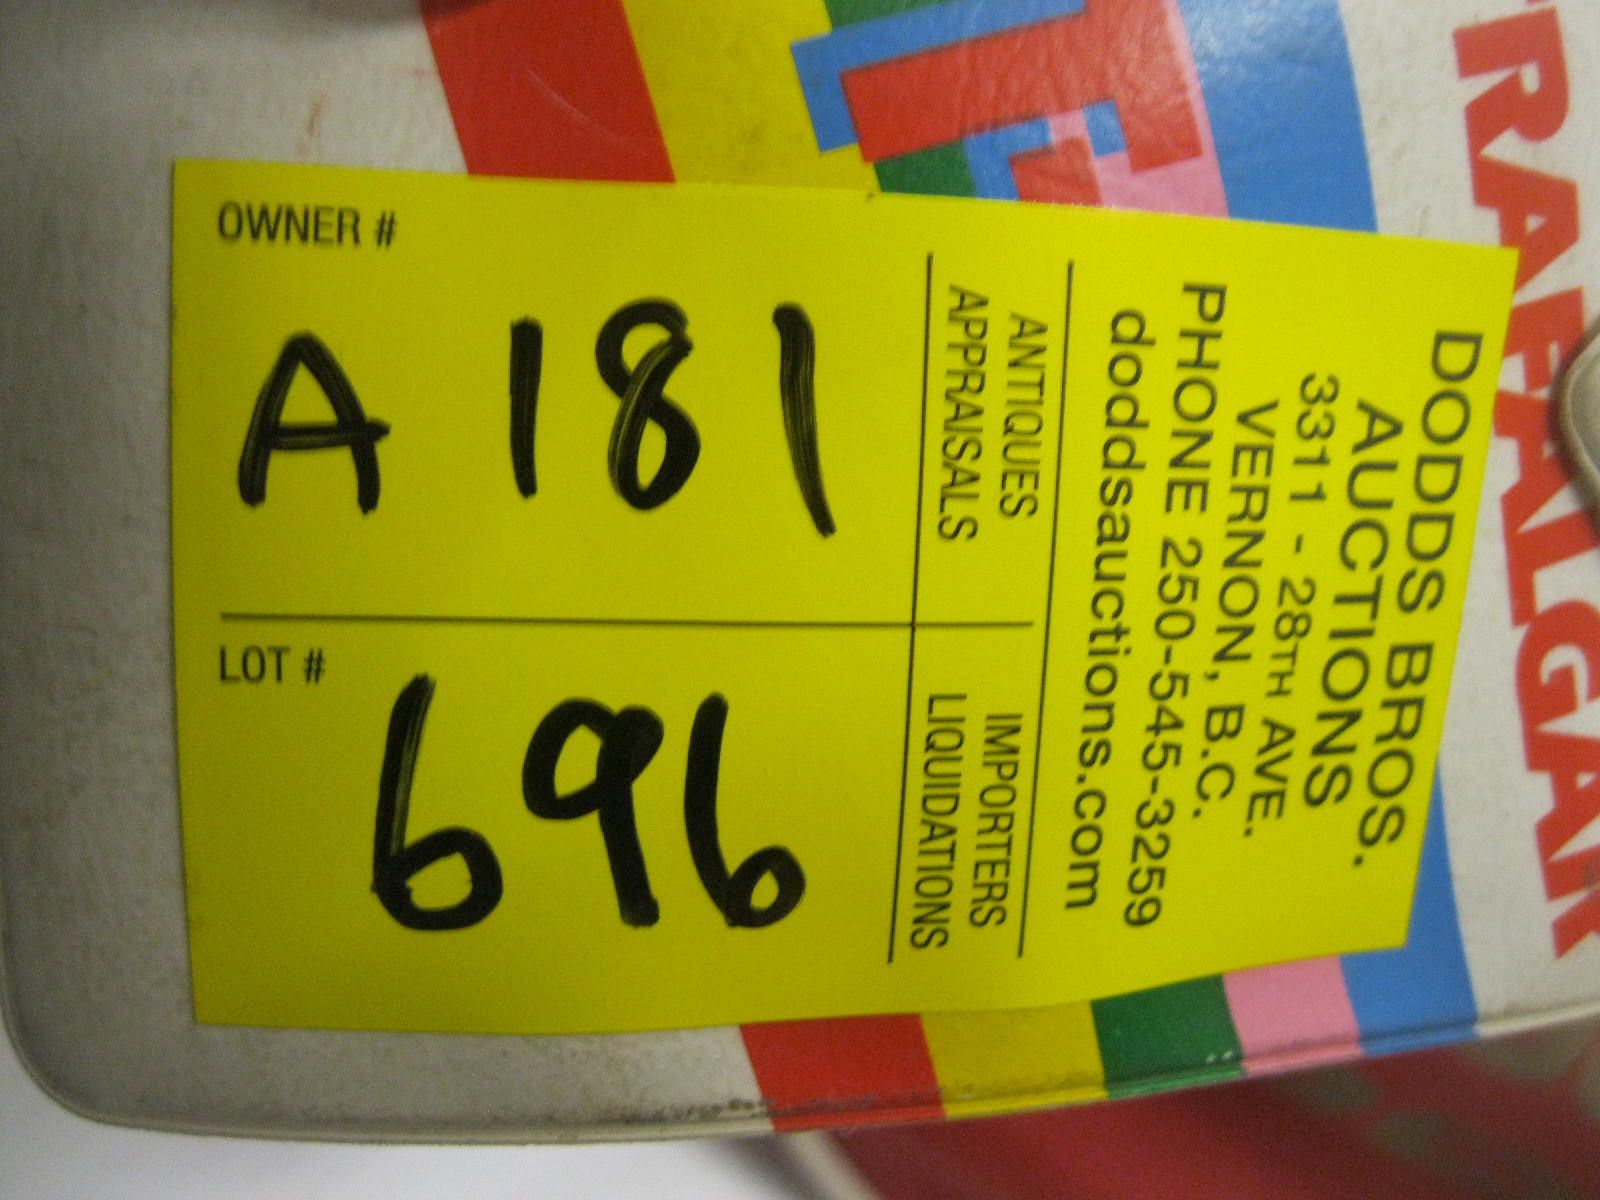 DODDS BROS.
AUCTIONS
3311 - 28TH AVE.
VERNON, B.C.
PHONE 250-545-3259
doddsauctions.com
ANTIQUES
APPRAISALS
IMPORTERS
LIQUIDATIONS
OWNER #
A 181
LOT #
696
TRAFALGAR